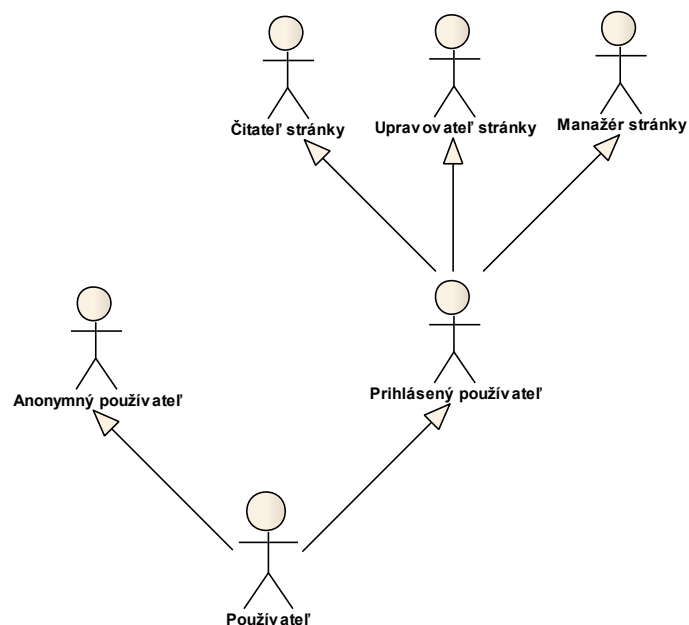 Čitateľ stránky
Upravovateľ stránky
Manažér stránky
Anonymný používateľ
Prihlásený používateľ
Používateľ